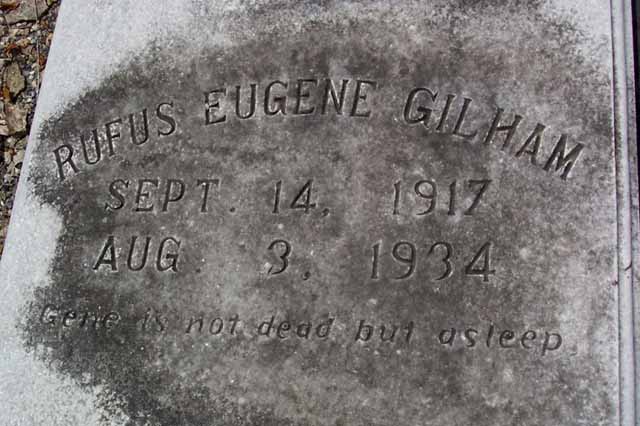 RUFUS EUGENE GILHAM
SEPT. 14, 1917
AUG. 3, 1934
Gene is not dead but asleep.